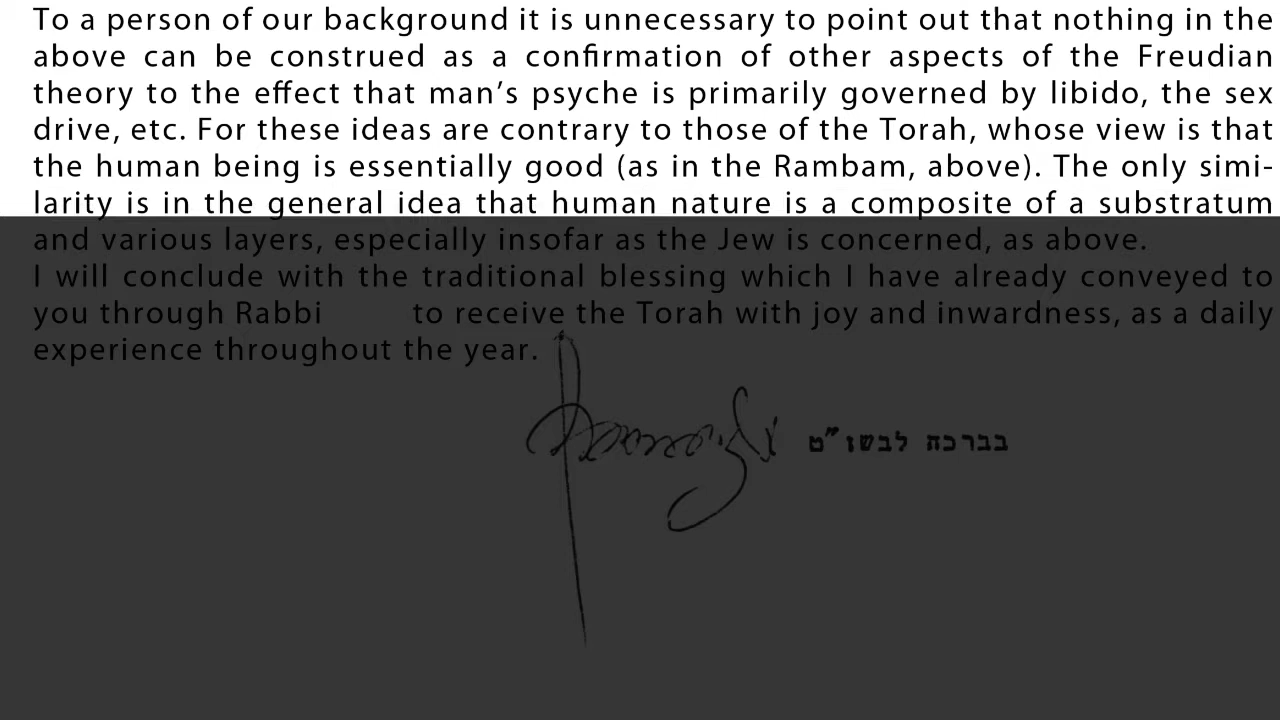 To a person of our background it is unnecessary to point out that nothing in the
above can be construed as a confirmation of other aspects of the Freudian
theory to the effect that man's psyche is primarily governed by libido, the sex
drive, etc. For these ideas are contrary to those of the Torah, whose view is that
the human being is essentially good (as in the Rambam, above). The only simi-
larity is in the general idea that human nature is a composite of a substratum
and various layers, especially insofar as the Jew is concerned, as above.
I will conclude with the traditional blessing which I have already conveyed to
you through Rabbi to receive the Torah with joy and inwardness, as a daily
experience throughout the year.
בברכה לבשו"ט